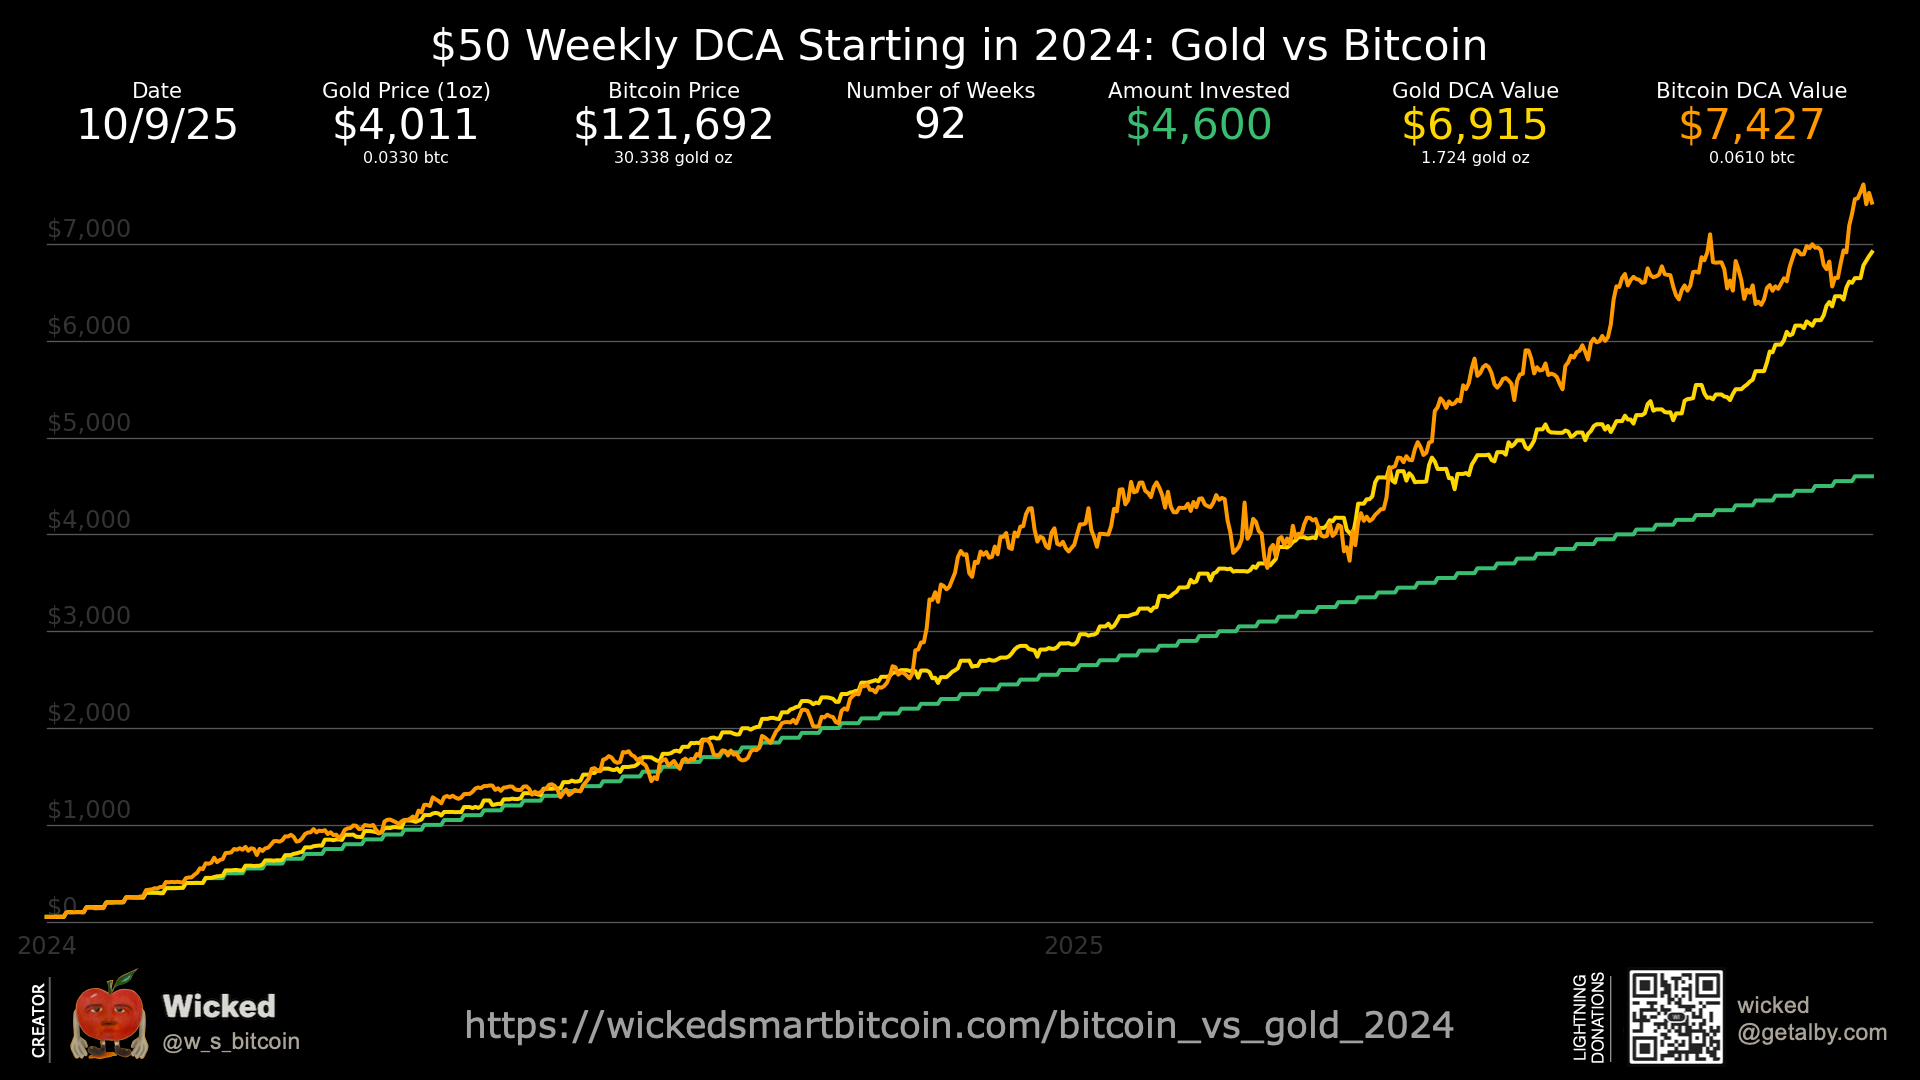 $50 Weekly DCA Starting in 2024: Gold vs Bitcoin
Date
10/9/25
Gold Price (1oz)
$4,011
0.0330 btc
Bitcoin Price
$121,692
30.338 gold oz
Number of Weeks
92
Amount Invested
$4,600
Gold DCA Value
$6,915
1.724 gold oz
Bitcoin DCA Value
$7,427
0.0610 btc
$7,000
$6,000
$5,000
$4,000
$3,000
$2,000
$1,000
$0
2024
2025
CREATOR
Wicked
@w_s_bitcoin
https://wickedsmartbitcoin.com/bitcoin_vs_gold_2024
LIGHTNING
DONATIONS
wicked
@getalby.com